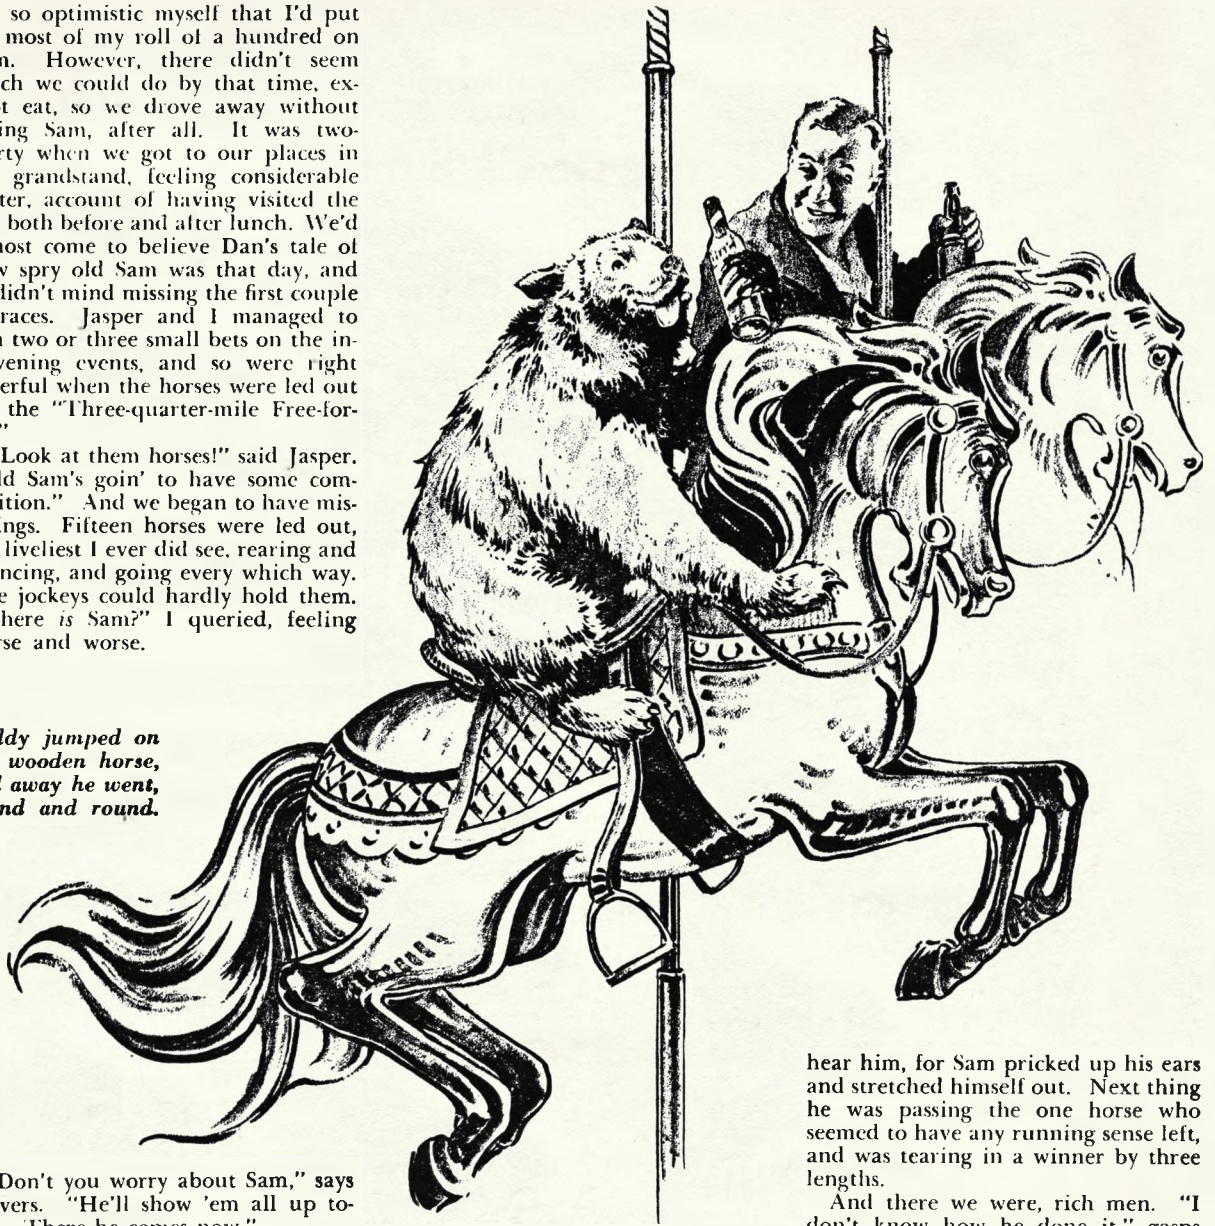 so optimistic myself that I'd put
most of my roll of a hundred on
n. However, there didn't seem
ch we could do by that time, ex-
t eat, so we drove away without
ing Sam, after all. It was two-
rty when we got to our places in
grandstand, feeling considerable
ter, account of having visited the
both before and after lunch. We'd
nost come to believe Dan's tale of
w spry old Sam was that day, and
didn't mind missing the first couple
races. Jasper and I managed to
n two or three small bets on the in-
vening events, and so were right
erful when the horses were led out
the "Three-quarter-mile Free-for-
"
Look at them horses!" said Jasper.
ld Sam's goin' to have some com-
ition." And we began to have mis-
ings. Fifteen horses were led out,
liveliest I ever did see, rearing and
ncing, and going every which way.
e jockeys could hardly hold them.
here is Sam?" I queried, feeling
rse and worse.
ddy jumped on
wooden horse,
l away he went,
nd and round.
Don't you worry about Sam," says
vers. "He'll show 'em all up to-
There he comes now."
hear him, for Sam pricked up his ears
and stretched himself out. Next thing
he was passing the one horse who
seemed to have any running sense left,
and was tearing in a winner by three
lengths.
And there we were, rich men. "I
don't know how he done it," gasps